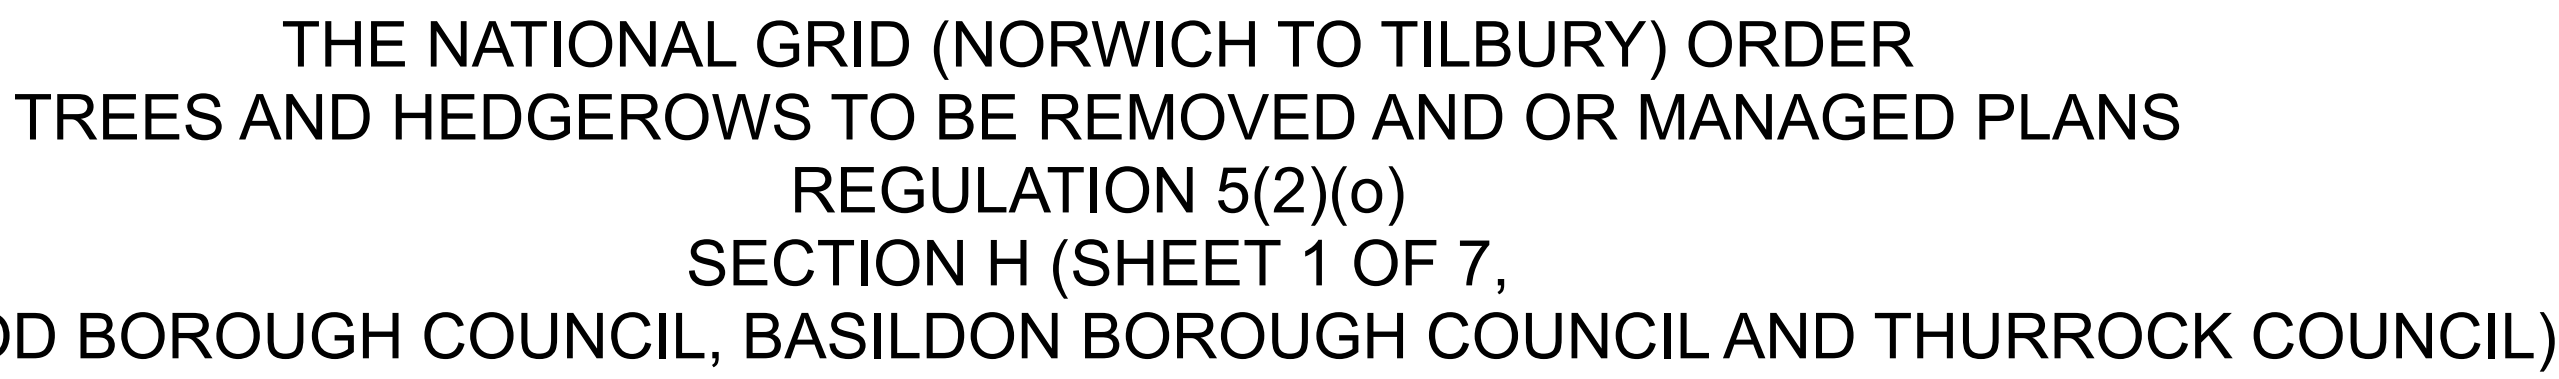 THE NATIONAL GRID (NORWICH TO TILBURY) ORDER
TREES AND HEDGEROWS TO BE REMOVED AND OR MANAGED PLANS
REGULATION 5(2)(o)
SECTION H (SHEET 1 OF 7,
BOROUGH COUNCIL, BASILDON BOROUGH COUNCIL AND THURROCK COUNCIL)